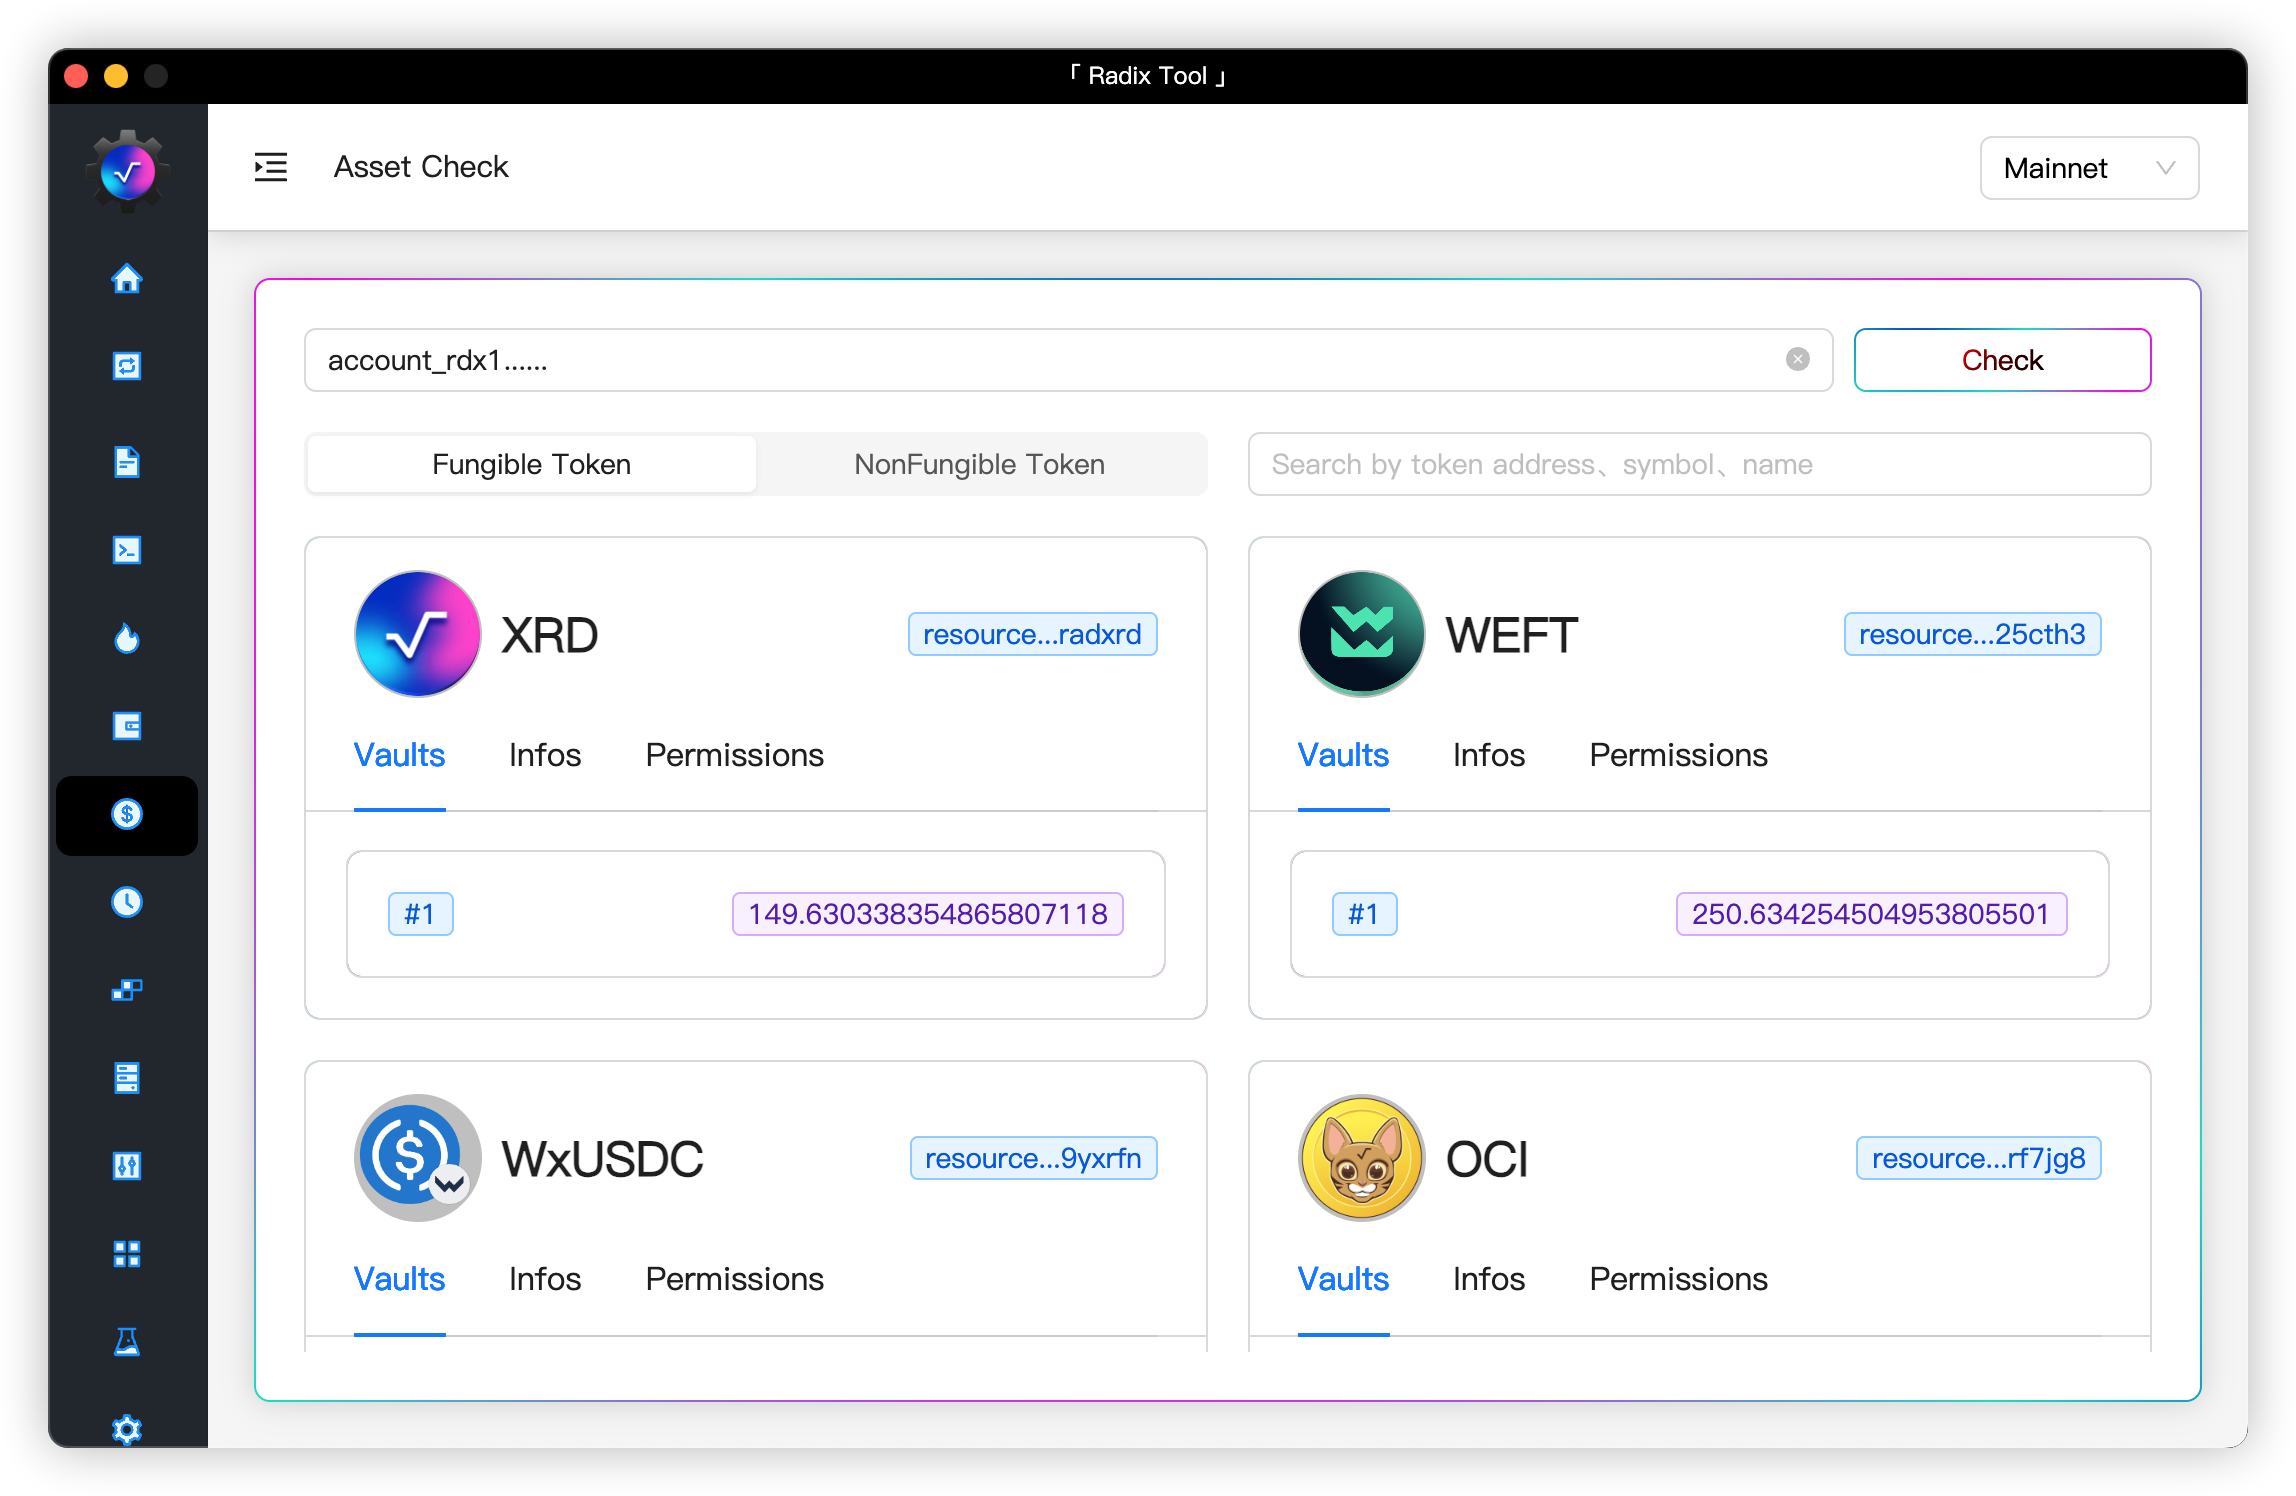 「 Radix Tool 」
Asset Check
Mainnet
account_rdx1......
Check
Fungible Token
NonFungible Token
Search by token address、symbol、name
XRD
resource...radxrd
Vaults
Infos
Permissions
#1
149.630338354865807118
WEFT
resource...25cth3
Vaults
Infos
Permissions
#1
250.634254504953805501
WxUSDC
resource...9yxrfn
Vaults
Infos
Permissions
OCI
resource...rf7jg8
Vaults
Infos
Permissions